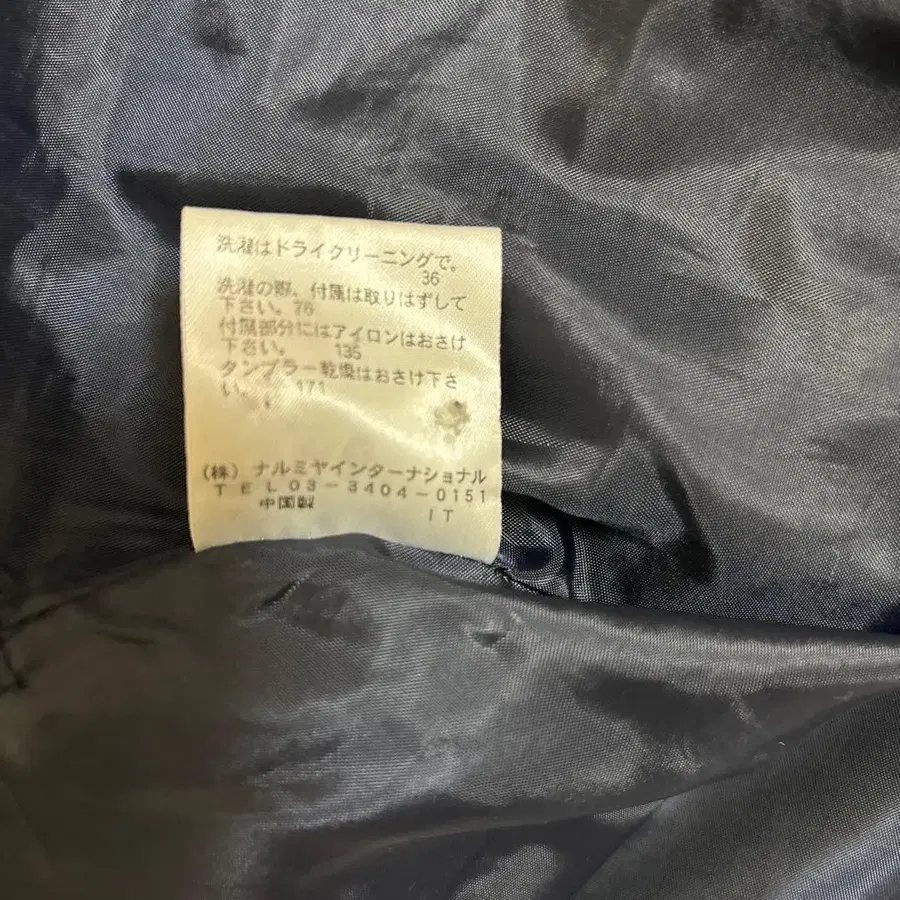 洗濯はドライクリーニングで。
36
洗濯の際、付属は取りはずして
下さい。78
付属部分にはアイロンはおさけ
下さい。 135
タンブラー乾燥はおさけ下さ
い。 171
(株) ナルミヤインターナショナル
TEL03-3404-0151
中国製
IT